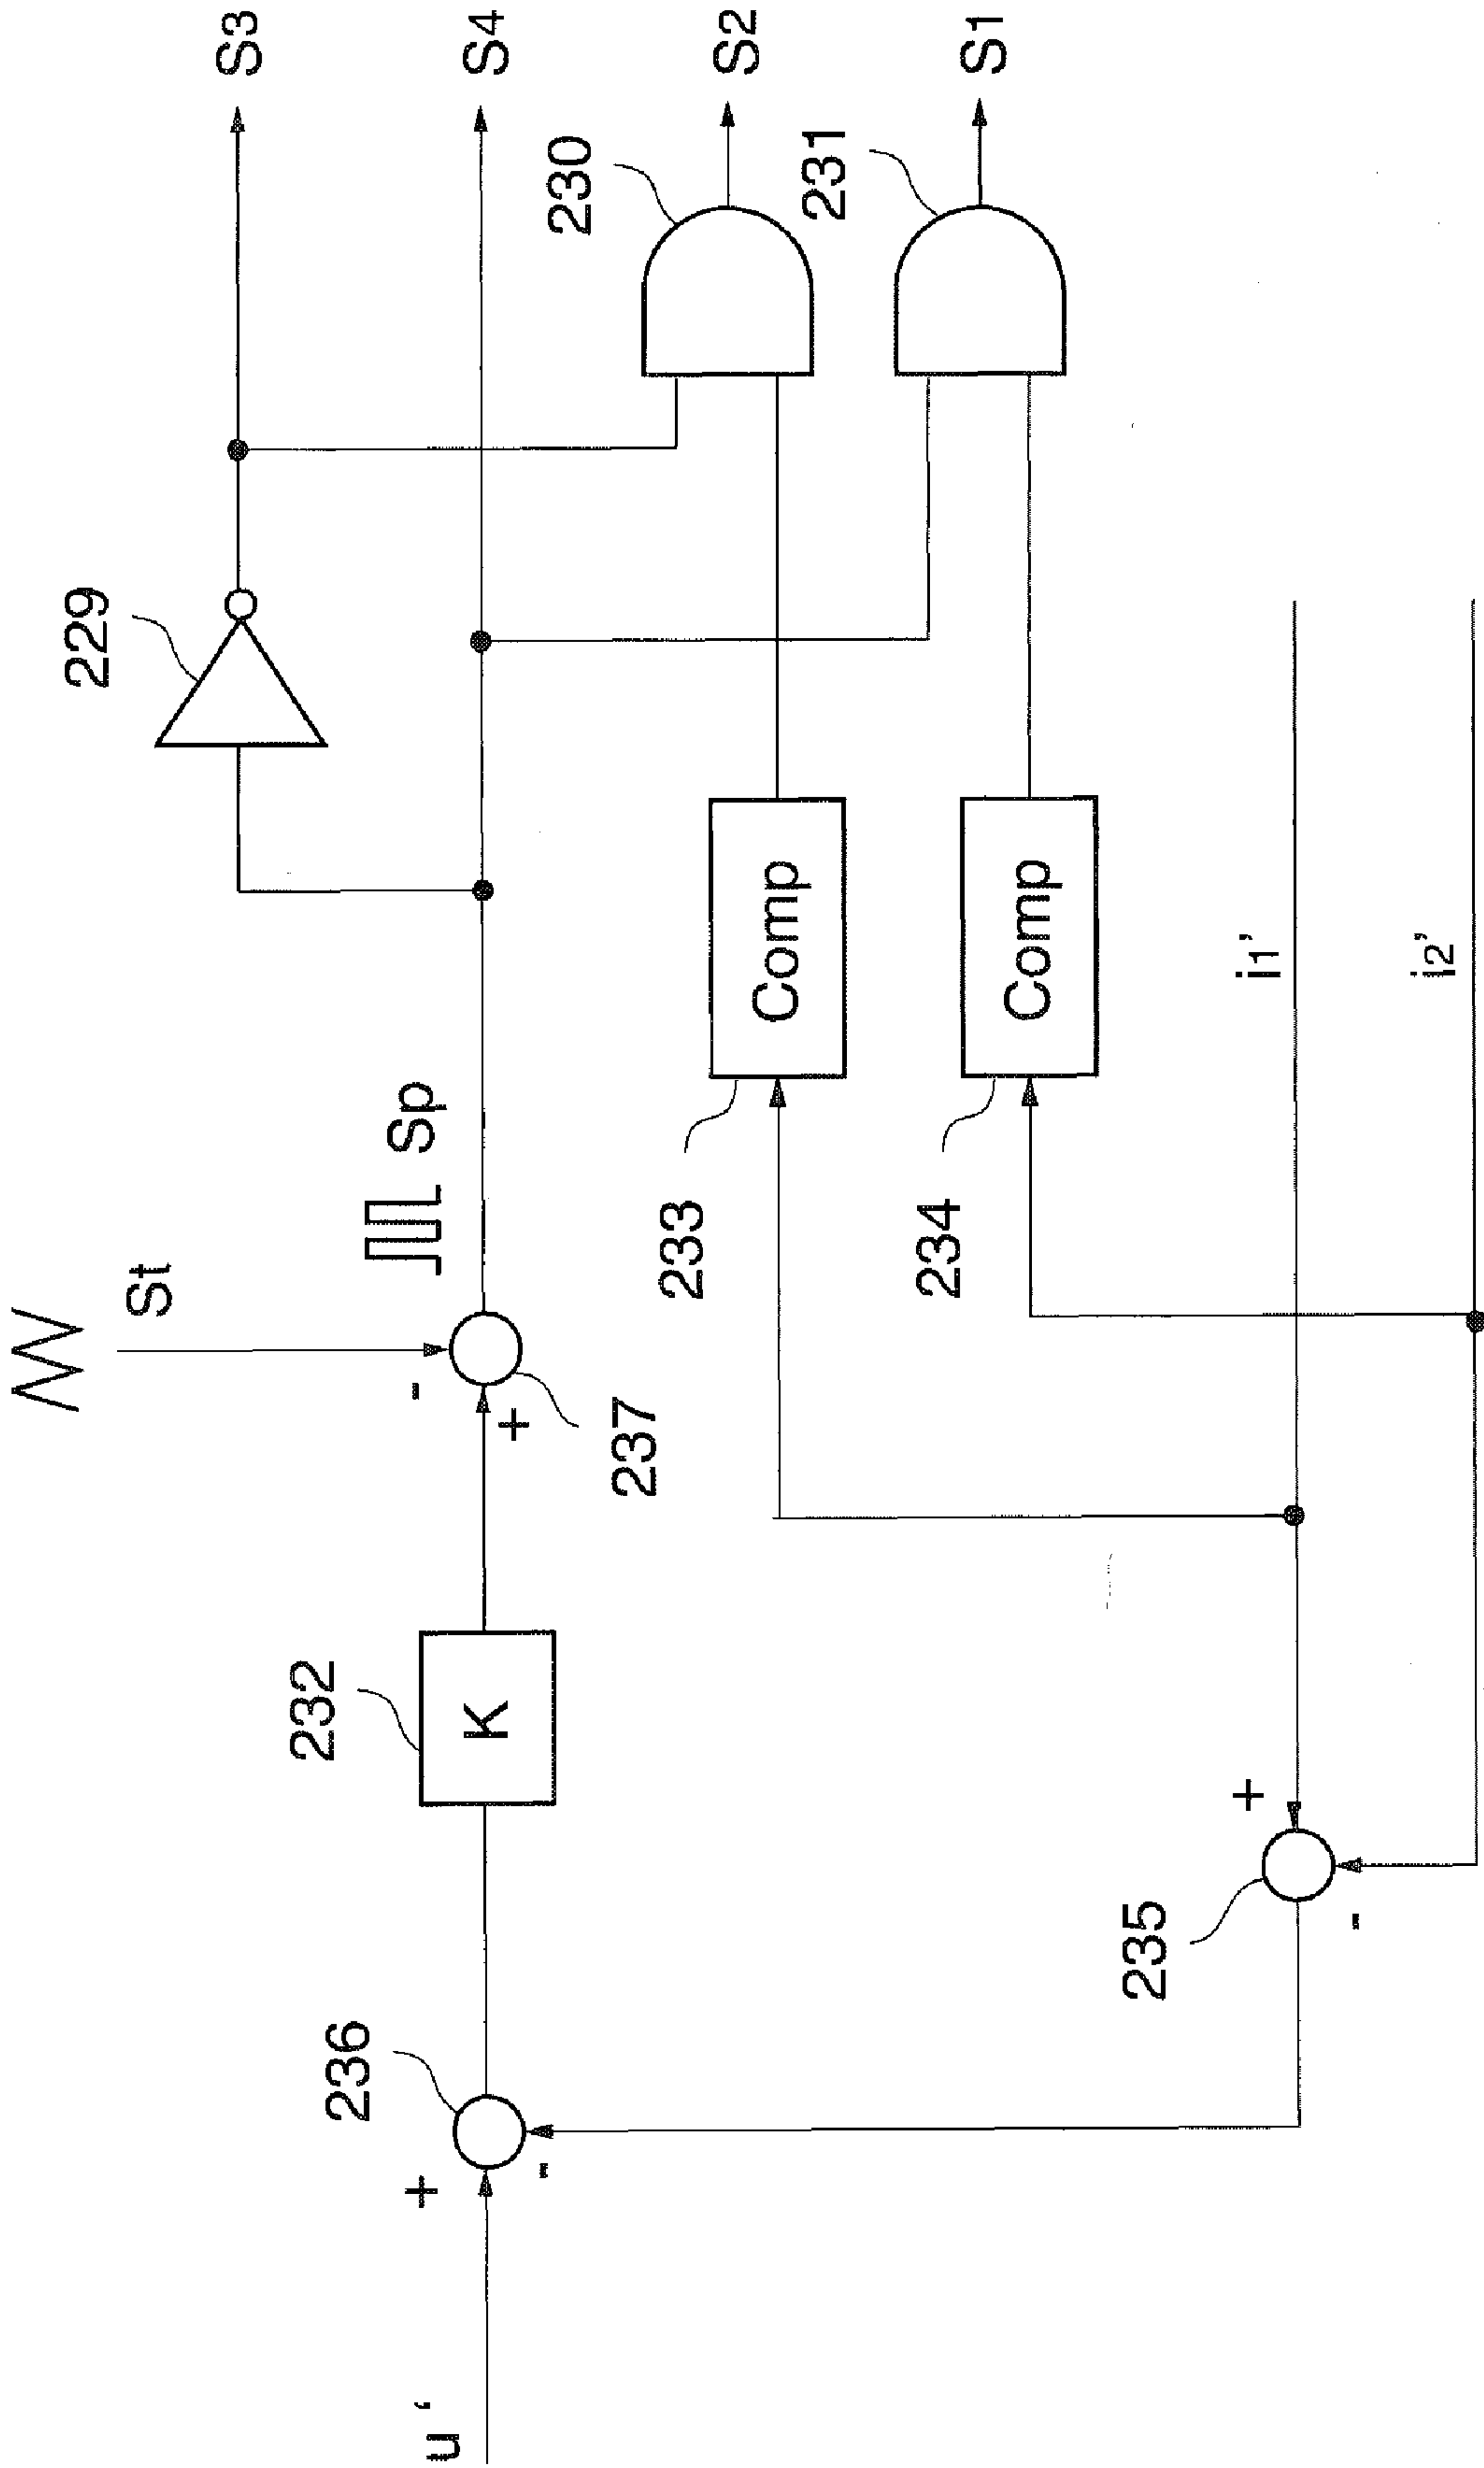 S3
S4
S2
S1
229
230
231
St
Sp
232
K
237
233
Comp
234
Comp
i1'
i2'
236
235
u '
+
-
+
-
+
-